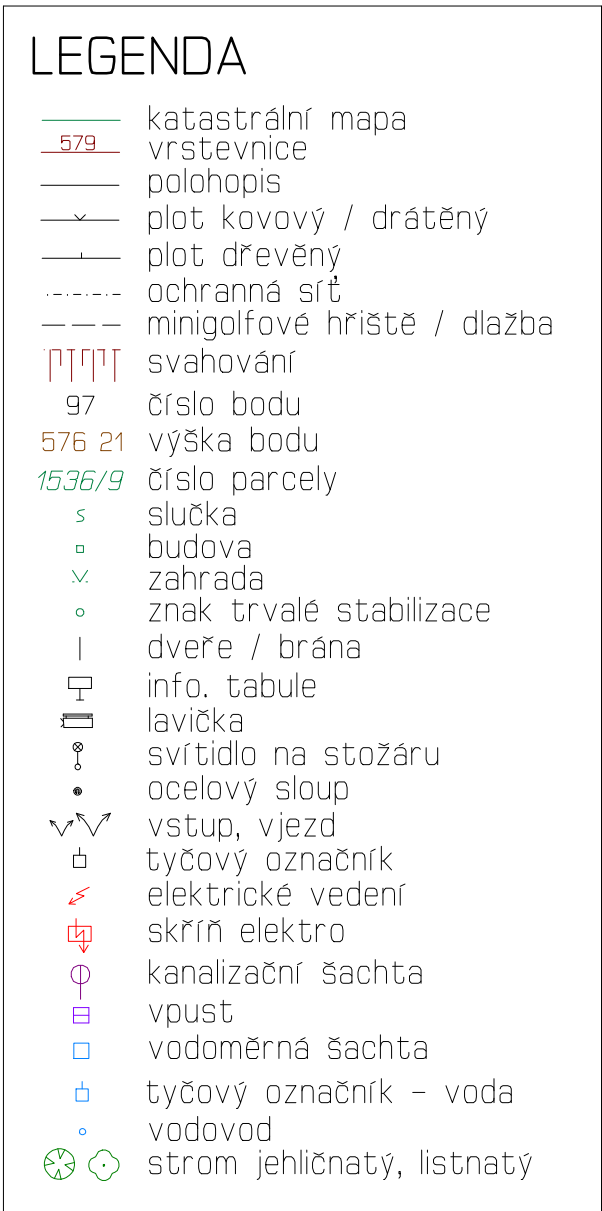 LEGENDA
katastrální mapa
579 vrstevnice
polohopis
plot kovový / drátěný
plot dřevěný
ochranná síť
minigolfové hřiště / dlažba
svahování
97 číslo bodu
576 21 výška bodu
1536/9 číslo parcely
slučka
budova
zahrada
znak trvalé stabilizace
dveře / brána
info. tabule
lavička
svítidlo na stožáru
ocelový sloup
vstup, vjezd
tyčový označník
elektrické vedení
skříň elektro
kanalizační šachta
vpust
vodoměrná šachta
tyčový označník - voda
vodovod
strom jehličnatý, listnatý